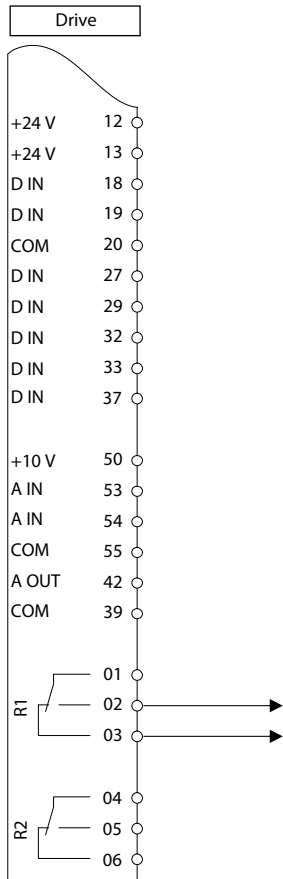 Drive
+24 V 12
+24 V 13
D IN 18
D IN 19
COM 20
D IN 27
D IN 29
D IN 32
D IN 33
D IN 37
+10 V 50
A IN 53
A IN 54
COM 55
A OUT 42
COM 39
R1
01
02
03
R2
04
05
06